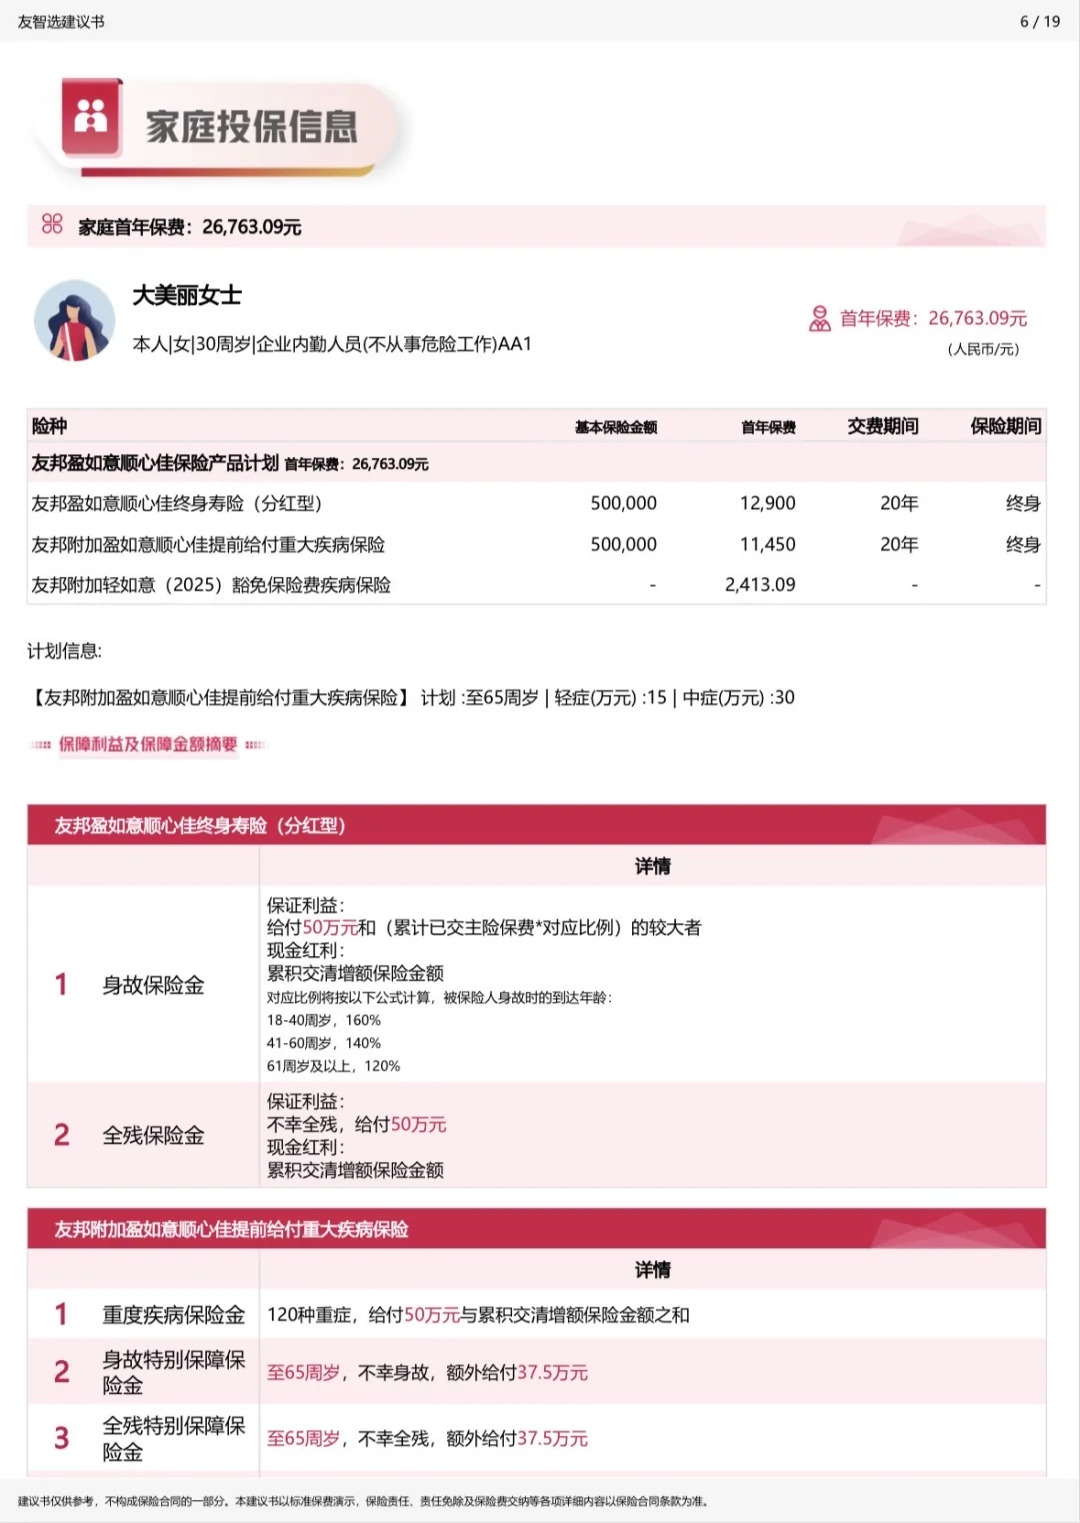 友智选建议书 6 / 19
家庭投保信息
家庭首年保费：26,763.09元
大美丽女士
本人|女|30周岁|企业内勤人员(不从事危险工作)AA1
首年保费：26,763.09元
（人民币/元）
险种 基本保险金额 首年保费 交费期间 保险期间
友邦盈如意顺心佳保险产品计划 首年保费：26,763.09元
友邦盈如意顺心佳终身寿险（分红型） 500,000 12,900 20年 终身
友邦附加盈如意顺心佳提前给付重大疾病保险 500,000 11,450 20年 终身
友邦附加轻如意（2025）豁免保险费疾病保险 - 2,413.09 - -
计划信息:
【友邦附加盈如意顺心佳提前给付重大疾病保险】 计划 :至65周岁 | 轻症(万元) :15 | 中症(万元) :30
保障利益及保障金额摘要
友邦盈如意顺心佳终身寿险（分红型）
详情
1 身故保险金
保证利益：
给付50万元和（累计已交主险保费*对应比例）的较大者
现金红利：
累积交清增额保险金额
对应比例将按以下公式计算，被保险人身故时的到达年龄：
18-40周岁，160%
41-60周岁，140%
61周岁及以上，120%
2 全残保险金
保证利益：
不幸全残，给付50万元
现金红利：
累积交清增额保险金额
友邦附加盈如意顺心佳提前给付重大疾病保险
详情
1 重度疾病保险金 120种重症，给付50万元与累积交清增额保险金额之和
2 身故特别保障保
险金
至65周岁，不幸身故，额外给付37.5万元
3 全残特别保障保
险金
至65周岁，不幸全残，额外给付37.5万元
建议书仅供参考，不构成保险合同的一部分。本建议书以标准保费演示，保险责任、责任免除及保险费交纳等各项详细内容以保险合同条款为准。